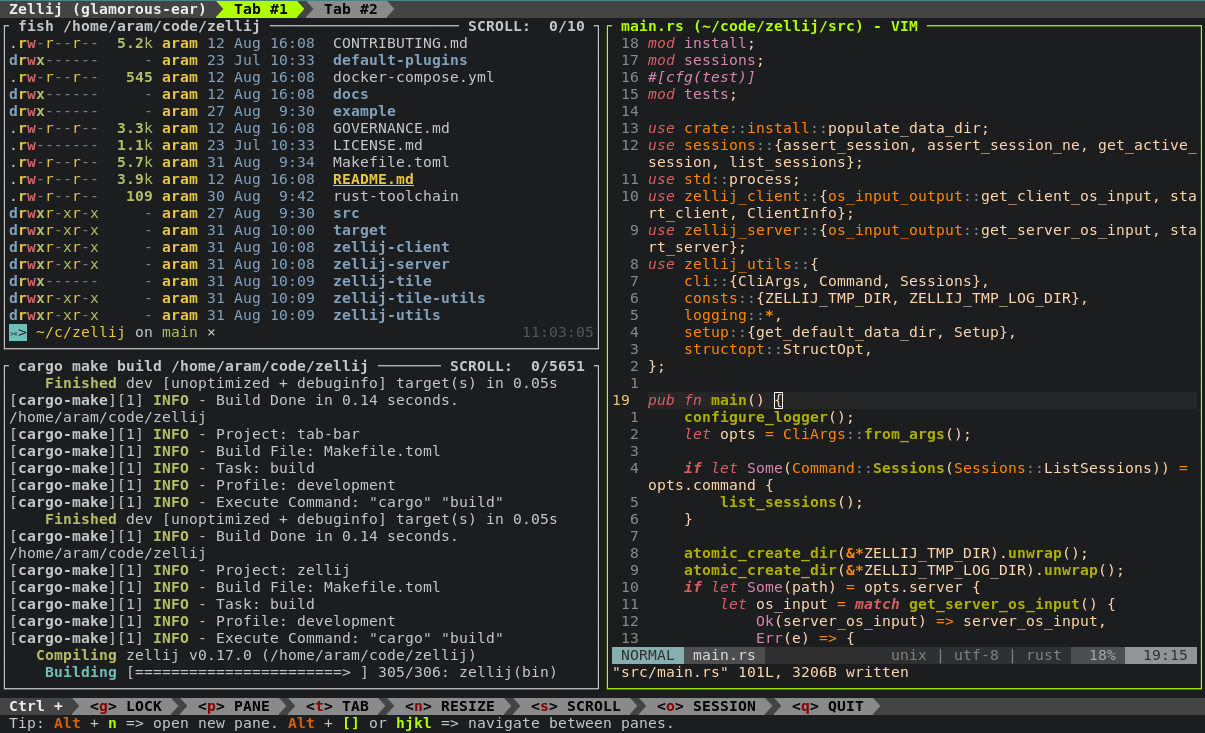 Zellij (glamorous-ear) Tab #1 Tab #2
fish /home/aram/code/zellij SCROLL: 0/10
.rw-r--r-- 5.2k aram 12 Aug 16:08 CONTRIBUTING.md
drwx------ - aram 23 Jul 10:33 default-plugins
.rw-r--r-- 545 aram 12 Aug 16:08 docker-compose.yml
drwx------ - aram 12 Aug 16:08 docs
drwx------ - aram 27 Aug 9:30 example
.rw-r--r-- 3.3k aram 12 Aug 16:08 GOVERNANCE.md
.rw------- 1.1k aram 23 Jul 10:33 LICENSE.md
.rw-r--r-- 5.7k aram 31 Aug 9:34 Makefile.toml
.rw-r--r-- 3.9k aram 12 Aug 16:08 README.md
.rw-r--r-- 109 aram 30 Aug 9:42 rust-toolchain
drwxr-xr-x - aram 27 Aug 9:30 src
drwxr-xr-x - aram 31 Aug 10:00 target
drwxr-xr-x - aram 31 Aug 10:08 zellij-client
drwxr-xr-x - aram 31 Aug 10:08 zellij-server
drwx------ - aram 31 Aug 10:09 zellij-tile
drwxr-xr-x - aram 31 Aug 10:09 zellij-tile-utils
drwxr-xr-x - aram 31 Aug 10:09 zellij-utils
~/c/zellij on main × 11:03:05
cargo make build /home/aram/code/zellij SCROLL: 0/5651
Finished dev [unoptimized + debuginfo] target(s) in 0.05s
[cargo-make][1] INFO - Build Done in 0.14 seconds.
/home/aram/code/zellij
[cargo-make][1] INFO - Project: tab-bar
[cargo-make][1] INFO - Build File: Makefile.toml
[cargo-make][1] INFO - Task: build
[cargo-make][1] INFO - Profile: development
[cargo-make][1] INFO - Execute Command: "cargo" "build"
Finished dev [unoptimized + debuginfo] target(s) in 0.05s
[cargo-make][1] INFO - Build Done in 0.14 seconds.
/home/aram/code/zellij
[cargo-make][1] INFO - Project: zellij
[cargo-make][1] INFO - Build File: Makefile.toml
[cargo-make][1] INFO - Task: build
[cargo-make][1] INFO - Profile: development
[cargo-make][1] INFO - Execute Command: "cargo" "build"
Compiling zellij v0.17.0 (/home/aram/code/zellij)
Building [=======================> ] 305/306: zellij(bin)
main.rs (~/code/zellij/src) - VIM
18 mod install;
17 mod sessions;
16 #[cfg(test)]
15 mod tests;
14
13 use crate::install::populate_data_dir;
12 use sessions::{assert_session, assert_session_ne, get_active_
session, list_sessions};
11 use std::process;
10 use zellij_client::{os_input_output::get_client_os_input, sta
rt_client, ClientInfo};
9 use zellij_server::{os_input_output::get_server_os_input, sta
rt_server};
8 use zellij_utils::{
7 cli::{CliArgs, Command, Sessions},
6 consts::{ZELLIJ_TMP_DIR, ZELLIJ_TMP_LOG_DIR},
5 logging::*,
4 setup::{get_default_data_dir, Setup},
3 structopt::StructOpt,
2 };
1
19 pub fn main() {
1 configure_logger();
2 let opts = CliArgs::from_args();
3
4 if let Some(Command::Sessions(Sessions::ListSessions)) =
opts.command {
5 list_sessions();
6 }
7
8 atomic_create_dir(&*ZELLIJ_TMP_DIR).unwrap();
9 atomic_create_dir(&*ZELLIJ_TMP_LOG_DIR).unwrap();
10 if let Some(path) = opts.server {
11 let os_input = match get_server_os_input() {
12 Ok(server_os_input) => server_os_input,
13 Err(e) => {
NORMAL main.rs unix | utf-8 | rust 18% 19:15
"src/main.rs" 101L, 3206B written
Ctrl + <g> LOCK <p> PANE <t> TAB <n> RESIZE <s> SCROLL <o> SESSION <q> QUIT
Tip: Alt + n => open new pane. Alt + [] or hjkl => navigate between panes.